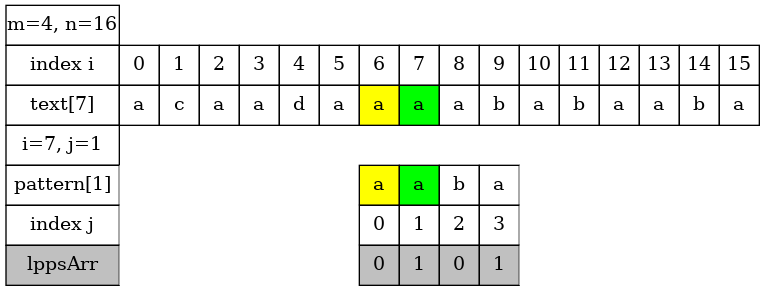 m=4, n=16
index i 0 1 2 3 4 5 6 7 8 9 10 11 12 13 14 15
text[7] a c a a d a a a a b a b a a b a
i=7, j=1
pattern[1] a a b a
index j 0 1 2 3
lppsArr 0 1 0 1